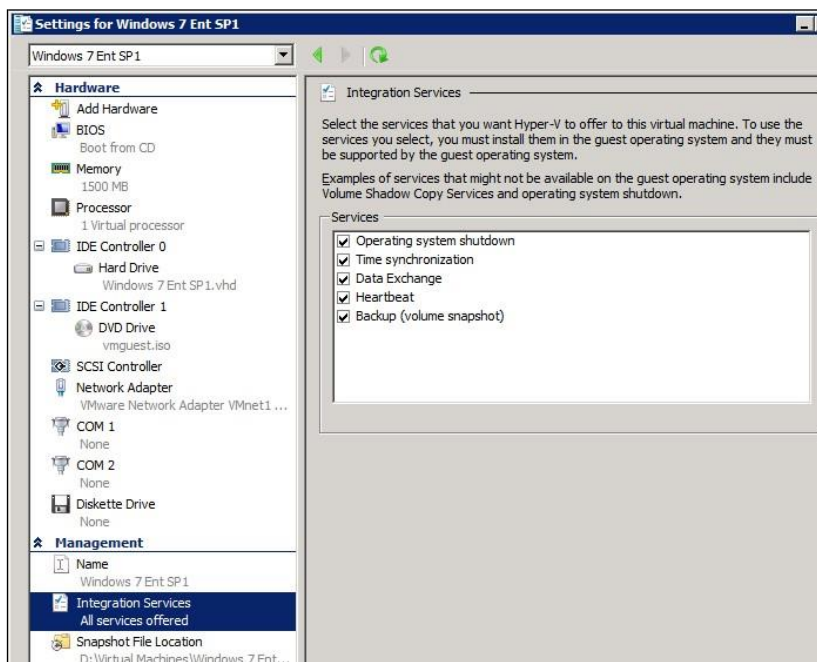 Settings for Windows 7 Ent SP1
Windows 7 Ent SP1
Hardware
Add Hardware
BIOS
Boot from CD
Memory
1500 MB
Processor
1 Virtual processor
IDE Controller 0
Hard Drive
Windows 7 Ent SP1.vhd
IDE Controller 1
DVD Drive
vmguest.iso
SCSI Controller
Network Adapter
VMware Network Adapter VMnet1 ...
COM 1
None
COM 2
None
Diskette Drive
None
Management
Name
Windows 7 Ent SP1
Integration Services
All services offered
Snapshot File Location
D:\Virtual Machines\Windows 7 Ent...
Integration Services
Select the services that you want Hyper-V to offer to this virtual machine. To use the
services you select, you must install them in the guest operating system and they must
be supported by the guest operating system.
Examples of services that might not be available on the guest operating system include
Volume Shadow Copy Services and operating system shutdown.
Services
Operating system shutdown
Time synchronization
Data Exchange
Heartbeat
Backup (volume snapshot)